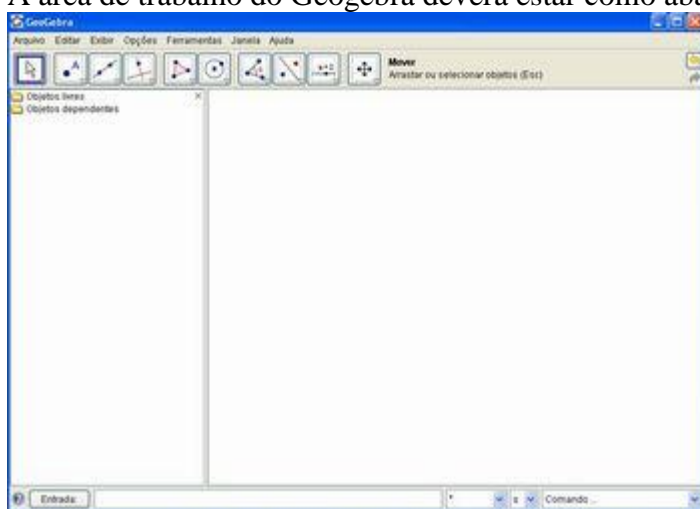 A área de trabalho do Geogebra deverá estar como aba
GeoGebra
Arquivo Editar Exibir Opções Ferramentas Janela Ajuda
Mover
Arrastar ou selecionar objetos (Esc)
Objetos livres
Objetos dependentes
Entrada:
Comando ...